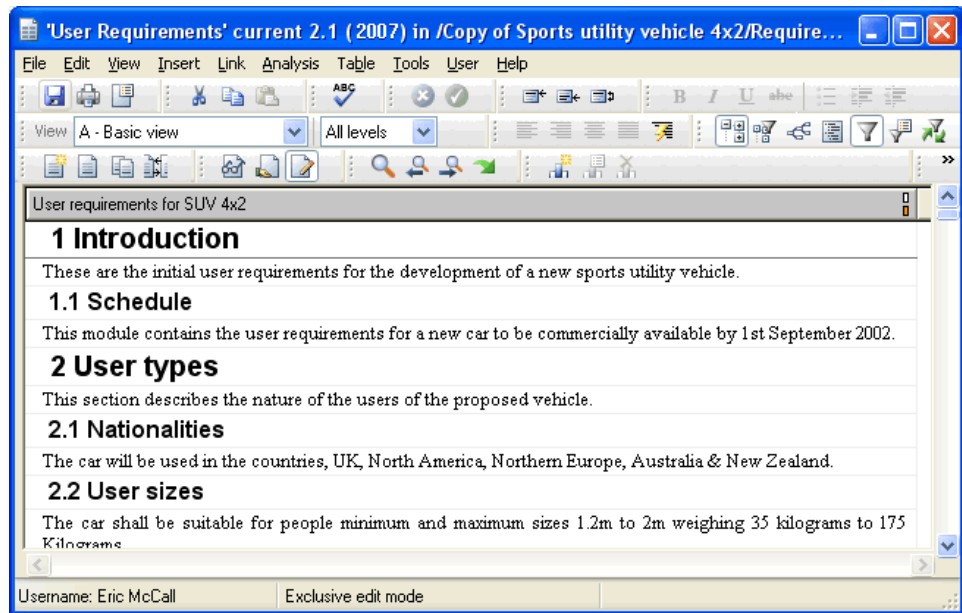 'User Requirements' current 2.1 (2007) in /Copy of Sports utility vehicle 4x2/Require...
File Edit View Insert Link Analysis Table Tools User Help
ABC B I U abc
View A - Basic view All levels
»
User requirements for SUV 4x2
1 Introduction
These are the initial user requirements for the development of a new sports utility vehicle.
1.1 Schedule
This module contains the user requirements for a new car to be commercially available by 1st September 2002.
2 User types
This section describes the nature of the users of the proposed vehicle.
2.1 Nationalities
The car will be used in the countries, UK, North America, Northern Europe, Australia & New Zealand.
2.2 User sizes
The car shall be suitable for people minimum and maximum sizes 1.2m to 2m weighing 35 kilograms to 175
Kilograms
Username: Eric McCall Exclusive edit mode